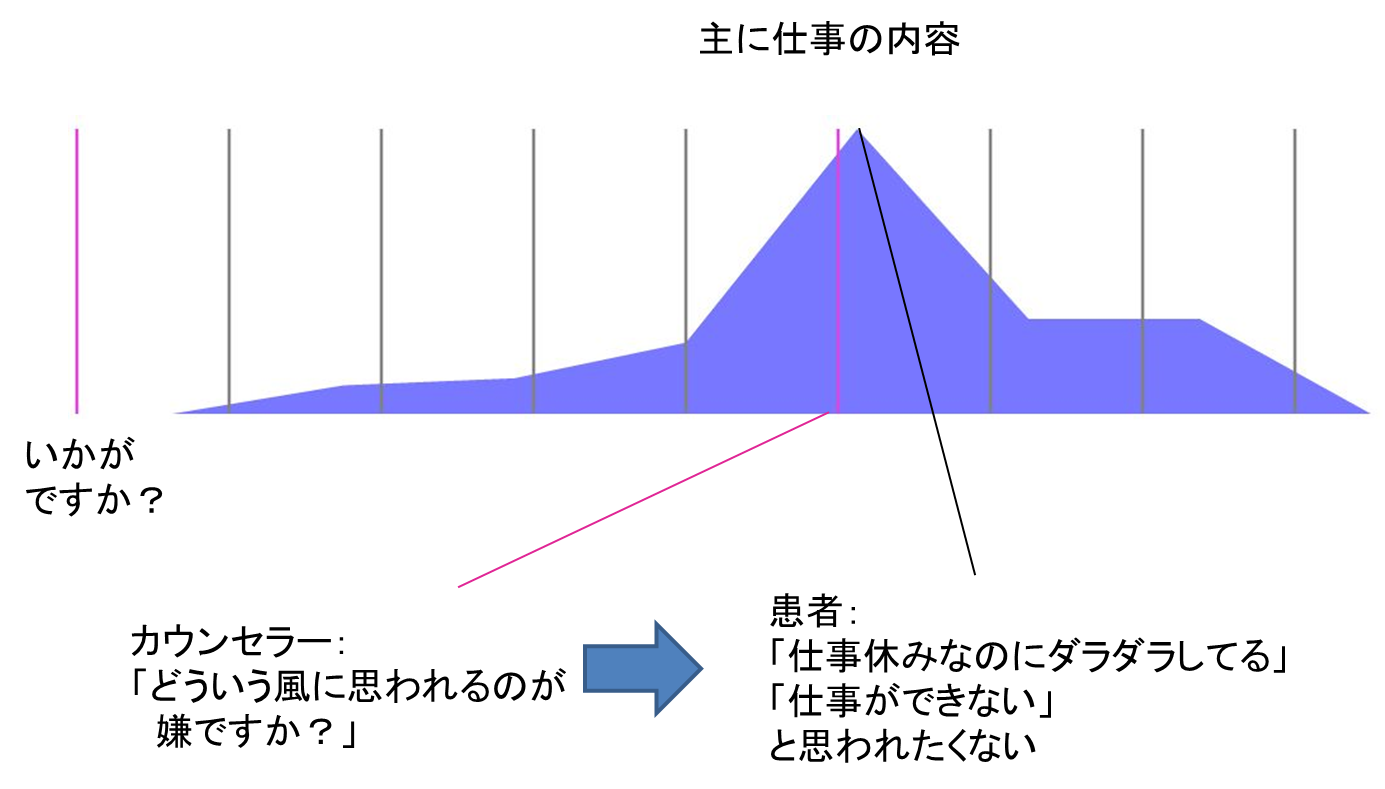 主に仕事の内容
いかが
ですか？
カウンセラー：
「どういう風に思われるのが
嫌ですか？」
患者：
「仕事休みなのにダラダラしてる」
「仕事ができない」
と思われたくない